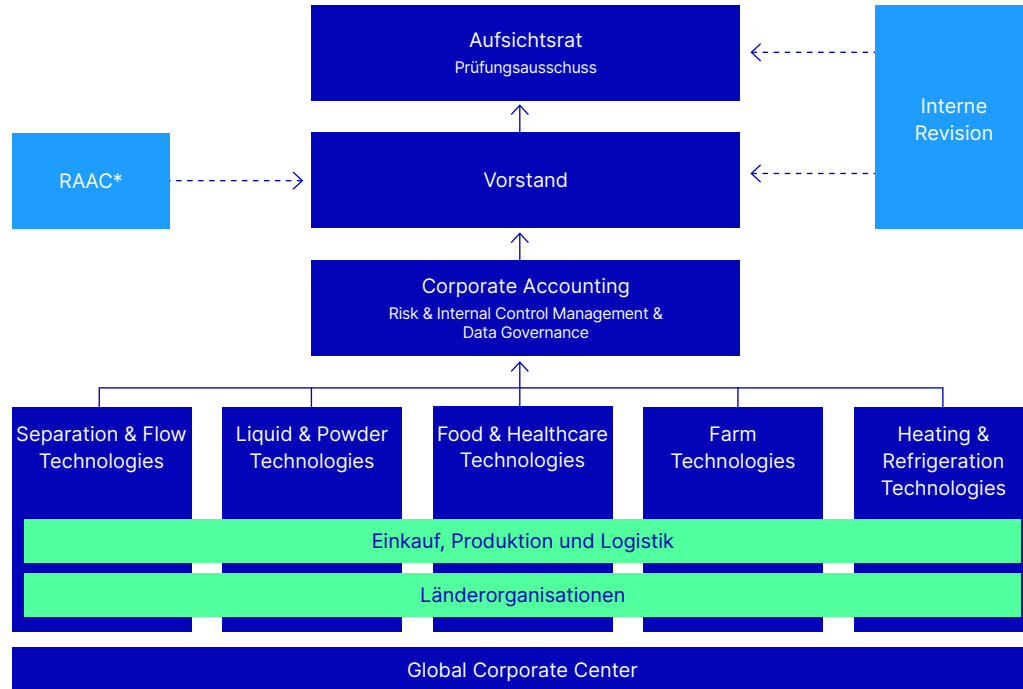 Aufsichtsrat
Prüfungsausschuss
Interne
Revision
RAAC*
Vorstand
Corporate Accounting
Risk & Internal Control Management &
Data Governance
Separation & Flow
Technologies
Liquid & Powder
Technologies
Food & Healthcare
Technologies
Farm
Technologies
Heating &
Refrigeration
Technologies
Einkauf, Produktion und Logistik
Länderorganisationen
Global Corporate Center